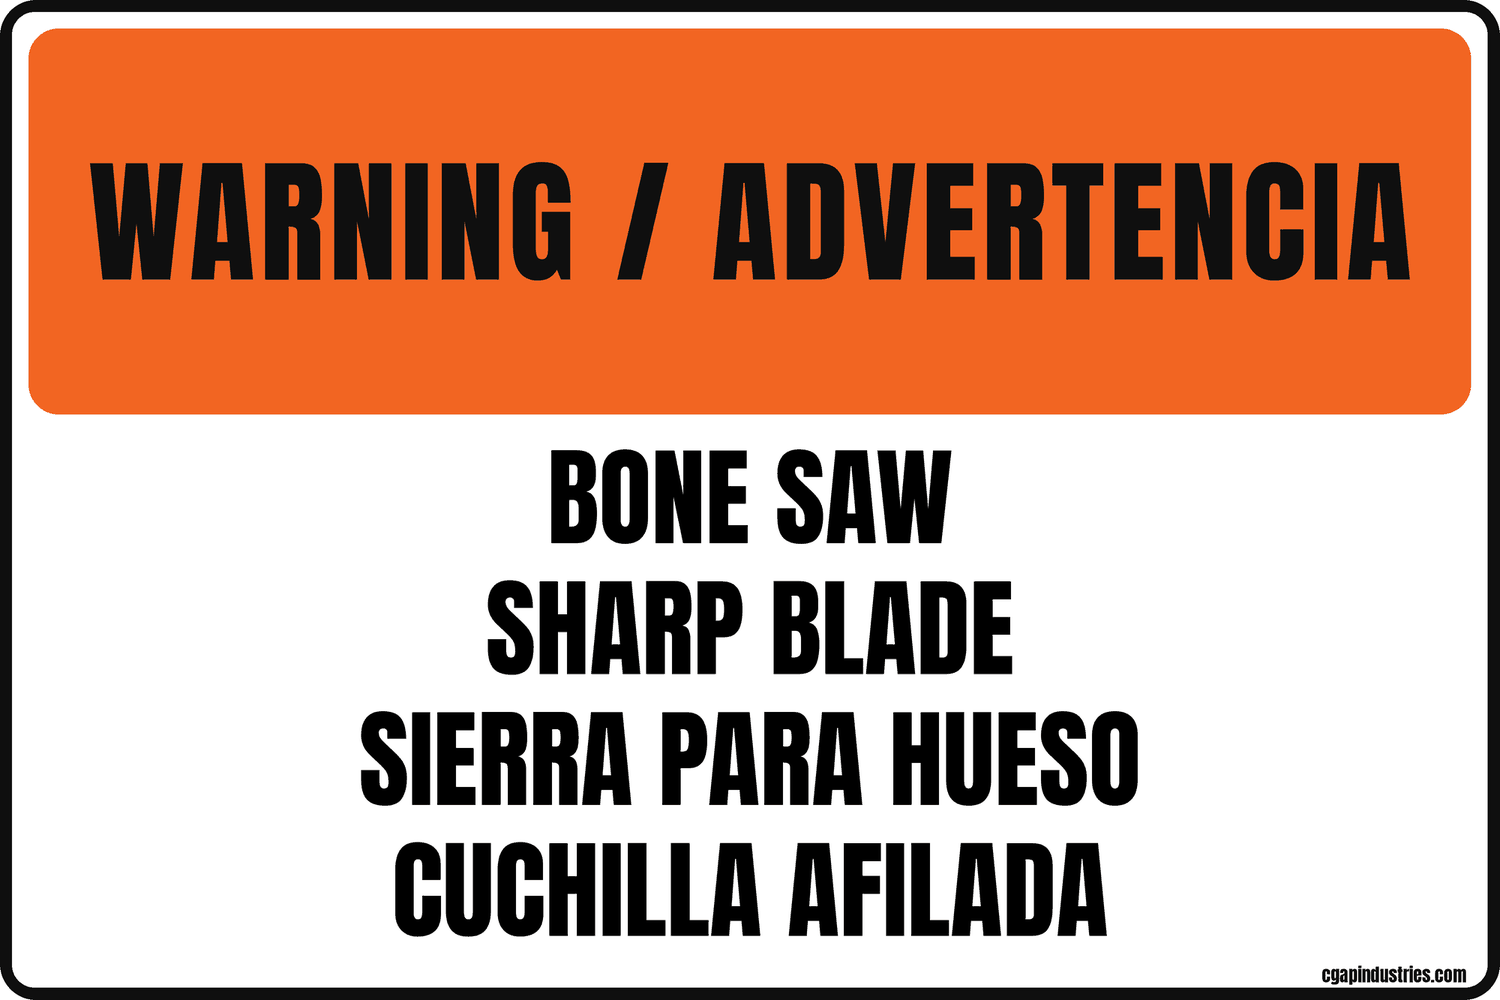 WARNING / ADVERTENCIA
BONE SAW
SHARP BLADE
SIERRA PARA HUESO
CUCHILLA AFILADA
cgapindustries.com